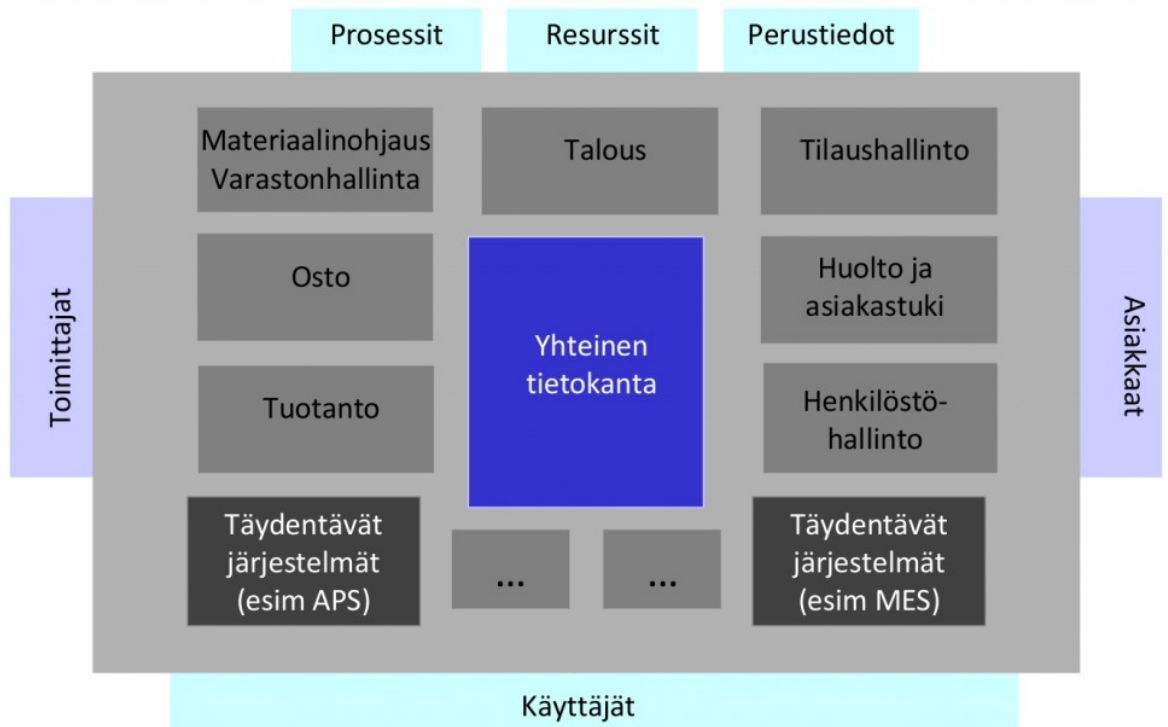 Prosessit
Resurssit
Perustiedot
Materiaalinohjaus
Varastonhallinta
Talous
Tilaushallinto
Toimittajat
Osto
Yhteinen
tietokanta
Huolto ja
asiakastuki
Asiakkaat
Tuotanto
Henkilöstö-
hallinto
Täydentävät
järjestelmät
(esim APS)
...
...
Täydentävät
järjestelmät
(esim MES)
Käyttäjät